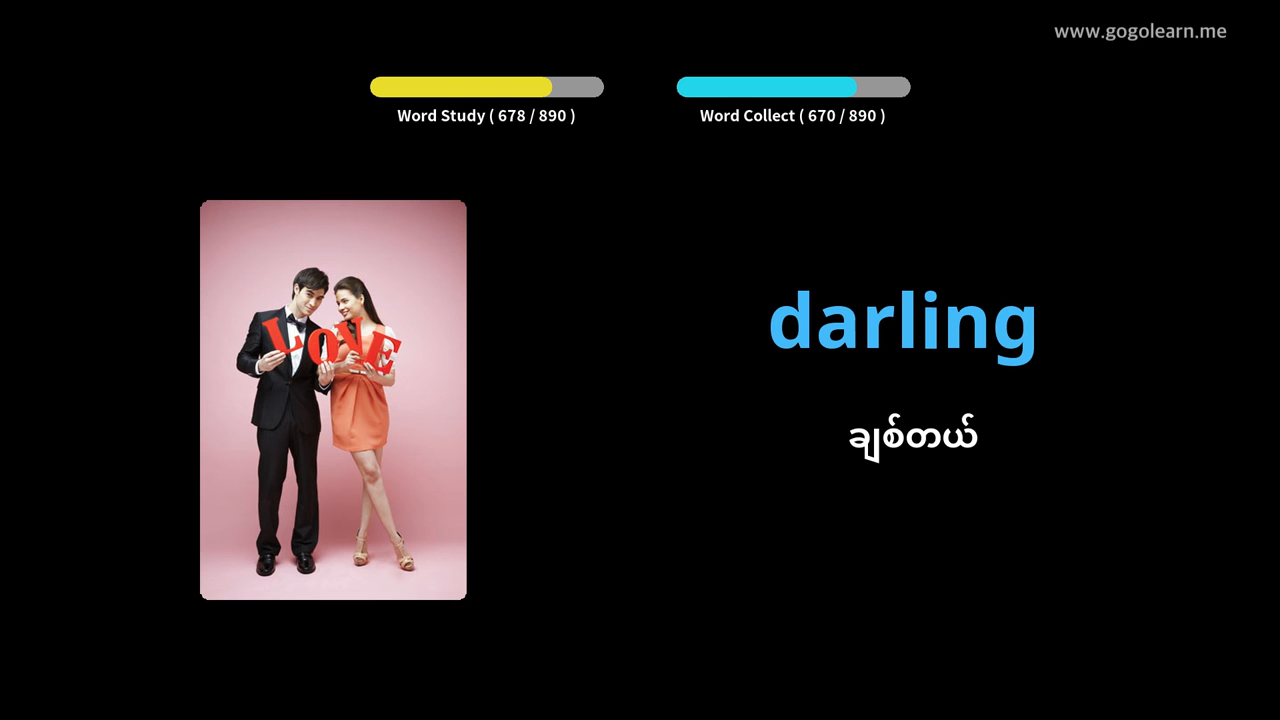 www.gogolearn.me
Word Study ( 678 / 890 )
Word Collect ( 670 / 890 )
LOVE
darling
ချစ်တယ်